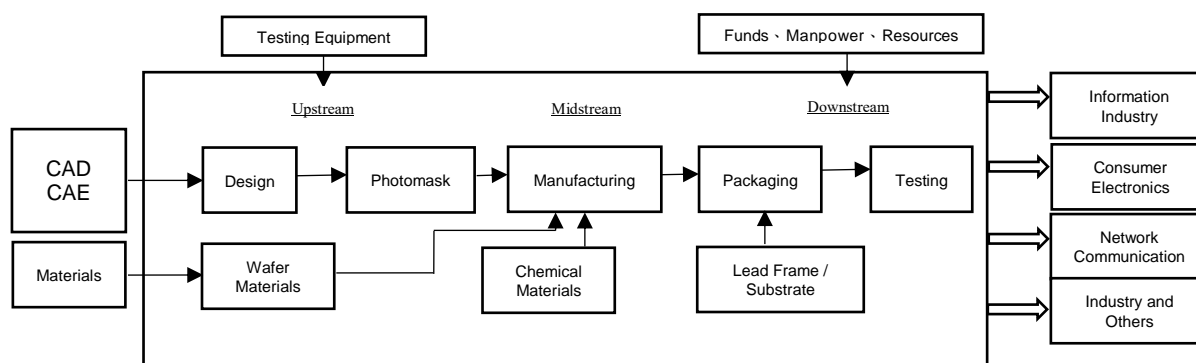 Testing Equipment
Funds、Manpower、Resources
Upstream
Midstream
Downstream
CAD
CAE
Design
Photomask
Manufacturing
Packaging
Testing
Materials
Wafer
Materials
Chemical
Materials
Lead Frame /
Substrate
Information
Industry
Consumer
Electronics
Network
Communication
Industry and
Others